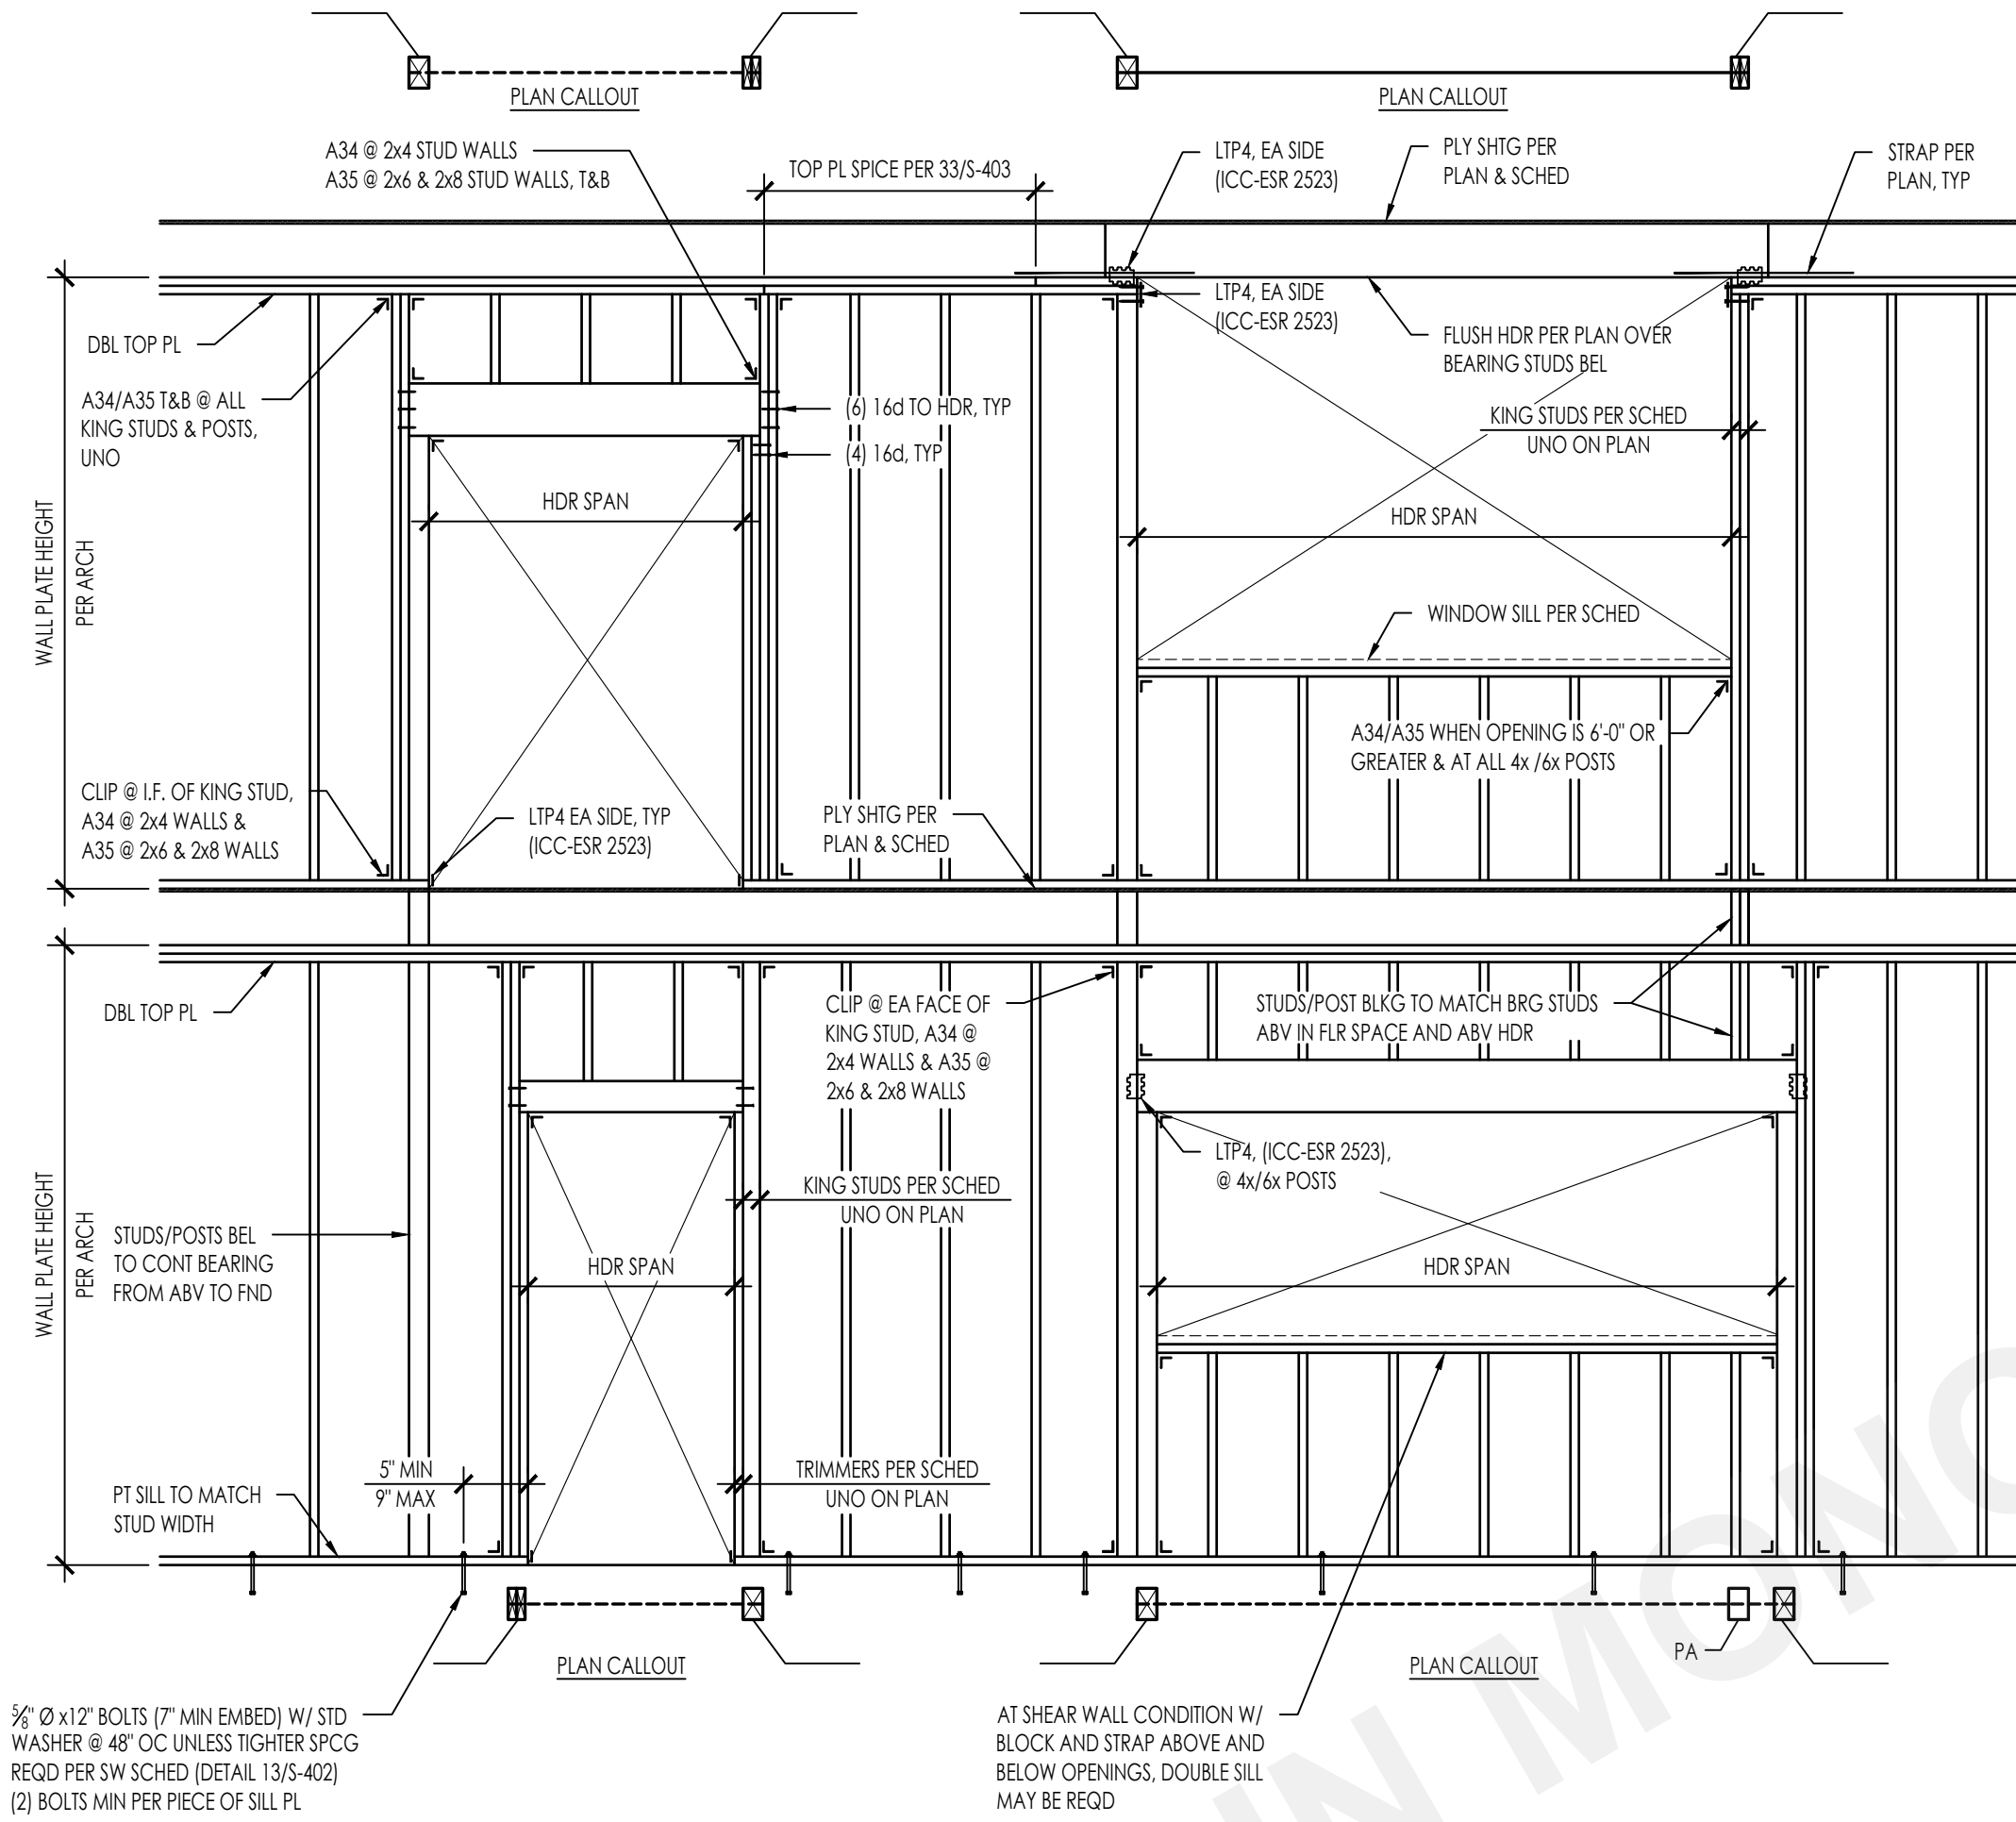 PLAN CALLOUT
PLAN CALLOUT
A34 @ 2x4 STUD WALLS
A35 @ 2x6 & 2x8 STUD WALLS, T&B
TOP PL SPICE PER 33/S-403
LTP4, EA SIDE
(ICC-ESR 2523)
PLY SHTG PER
PLAN & SCHED
STRAP PER
PLAN, TYP
DBL TOP PL
LTP4, EA SIDE
(ICC-ESR 2523)
FLUSH HDR PER PLAN OVER
BEARING STUDS BEL
A34/A35 T&B @ ALL
KING STUDS & POSTS,
UNO
(6) 16d TO HDR, TYP
(4) 16d, TYP
KING STUDS PER SCHED
UNO ON PLAN
HDR SPAN
HDR SPAN
WALL PLATE HEIGHT
PER ARCH
WINDOW SILL PER SCHED
A34/A35 WHEN OPENING IS 6'-0" OR
GREATER & AT ALL 4x /6x POSTS
CLIP @ I.F. OF KING STUD,
A34 @ 2x4 WALLS &
A35 @ 2x6 & 2x8 WALLS
LTP4 EA SIDE, TYP
(ICC-ESR 2523)
PLY SHTG PER
PLAN & SCHED
DBL TOP PL
CLIP @ EA FACE OF
KING STUD, A34 @
2x4 WALLS & A35 @
2x6 & 2x8 WALLS
STUDS/POST BLKG TO MATCH BRG STUDS
ABV IN FLR SPACE AND ABV HDR
LTP4, (ICC-ESR 2523),
@ 4x/6x POSTS
KING STUDS PER SCHED
UNO ON PLAN
WALL PLATE HEIGHT
PER ARCH
STUDS/POSTS BEL
TO CONT BEARING
FROM ABV TO FND
HDR SPAN
HDR SPAN
5" MIN
9" MAX
TRIMMERS PER SCHED
UNO ON PLAN
PT SILL TO MATCH
STUD WIDTH
PLAN CALLOUT
PLAN CALLOUT
PA
⅝" Ø x12" BOLTS (7" MIN EMBED) W/ STD
WASHER @ 48" OC UNLESS TIGHTER SPCG
REQD PER SW SCHED (DETAIL 13/S-402)
(2) BOLTS MIN PER PIECE OF SILL PL
AT SHEAR WALL CONDITION W/
BLOCK AND STRAP ABOVE AND
BELOW OPENINGS, DOUBLE SILL
MAY BE REQD